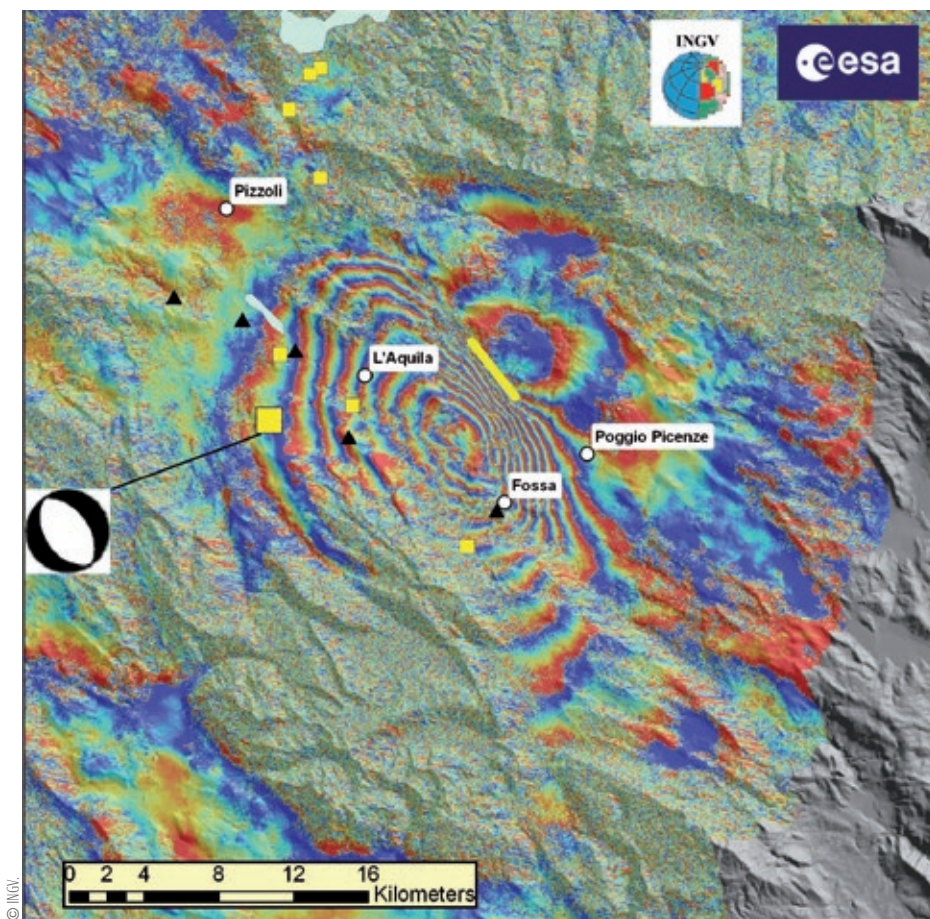 INGV
esa
Pizzoli
L'Aquila
Poggio Picenze
Fossa
0 2 4 8 12 16
Kilometers
© INGV.